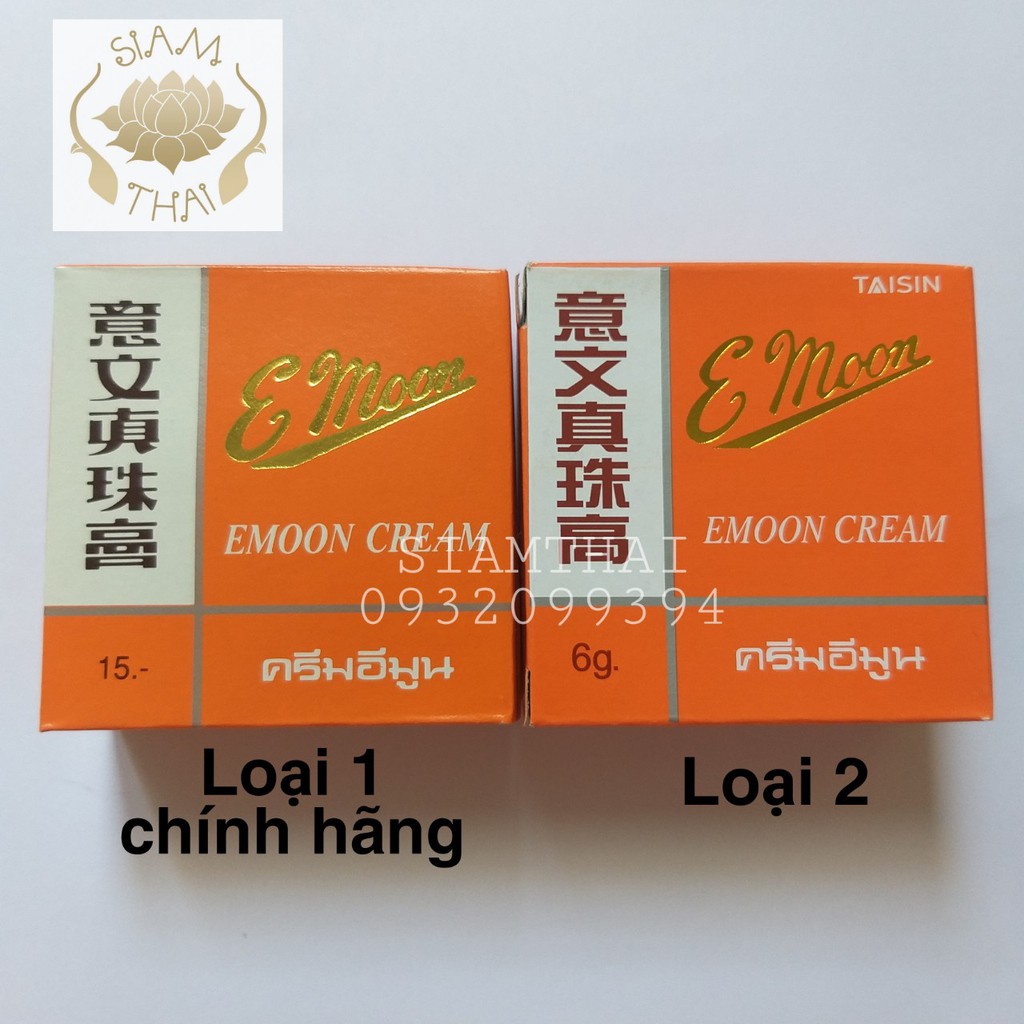 SIAM
THAI
意文真珠膏
E Moon
EMOON CREAM
15.-
ครีมอีมูน
TAISIN
意文真珠高
E Moon
EMOON CREAM
6g.
ครีมอีมูน
SIAMTHAI
0932099394
Loại 1
chính hãng
Loại 2